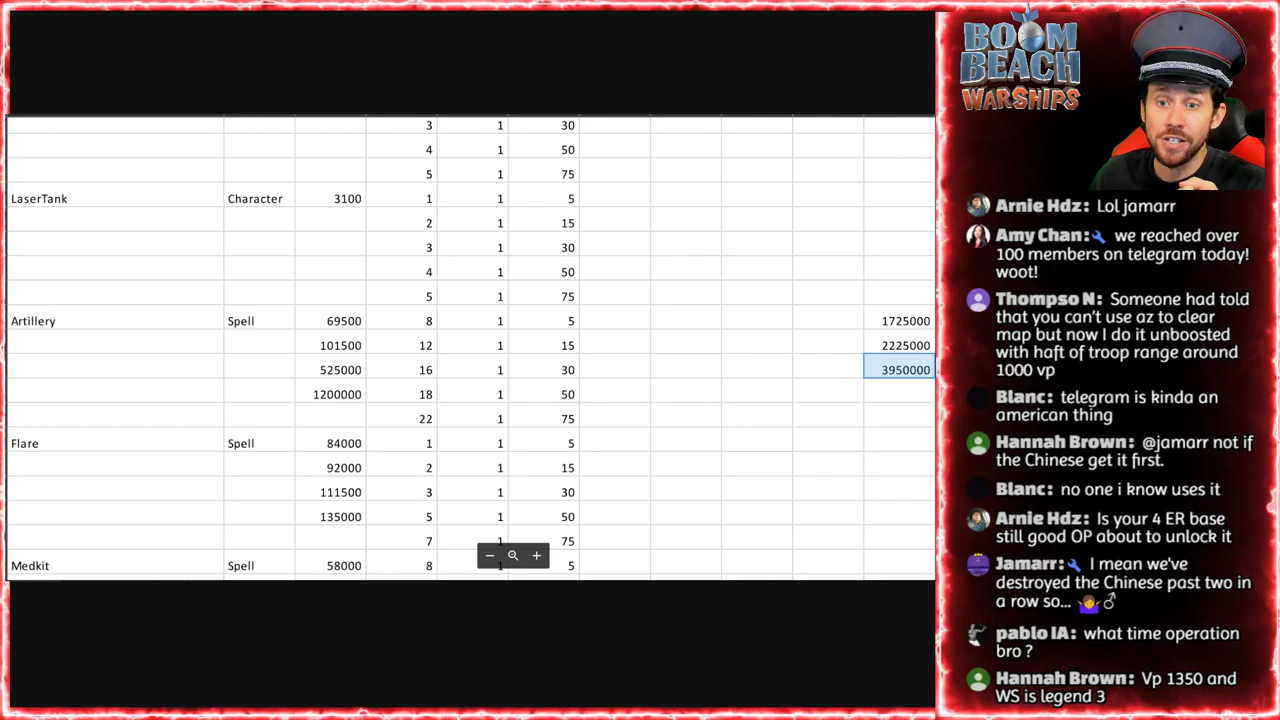 3 1 30
4 1 50
5 1 75
LaserTank Character 3100 1 1 5
2 1 15
3 1 30
4 1 50
5 1 75
Artillery Spell 69500 8 1 5 1725000
101500 12 1 15 2225000
525000 16 1 30 3950000
1200000 18 1 50
22 1 75
Flare Spell 84000 1 1 5
92000 2 1 15
111500 3 1 30
135000 5 1 50
7 1 75
Medkit Spell 58000 8 1 5
BOOM
BEACH
WARSHIPS
Arnie Hdz: Lol jamarr
Amy Chan: we reached over
100 members on telegram today!
woot!
Thompso N: Someone had told
that you can't use az to clear
map but now I do it unboosted
with haft of troop range around
1000 vp
Blanc: telegram is kinda an
american thing
Hannah Brown: @jamarr not if
the Chinese get it first.
Blanc: no one i know uses it
Arnie Hdz: Is your 4 ER base
still good OP about to unlock it
Jamarr: I mean we've
destroyed the Chinese past two in
a row so... 🤷‍♂
pablo IA: what time operation
bro ?
Hannah Brown: Vp 1350 and
WS is legend 3